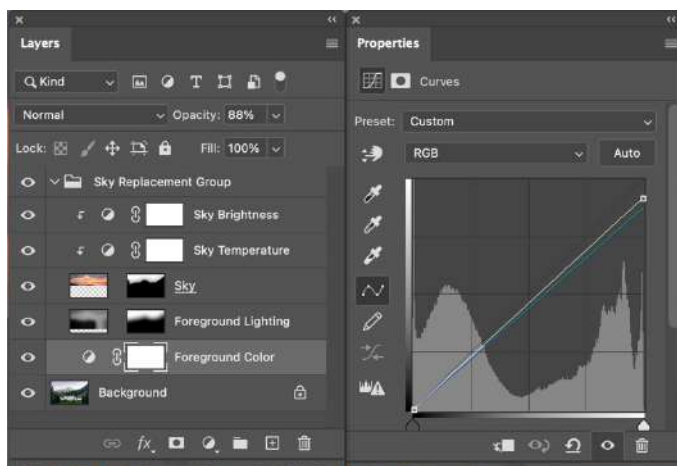 Layers
Kind
Normal
Opacity: 88%
Lock:
Fill: 100%
Sky Replacement Group
Sky Brightness
Sky Temperature
Sky
Foreground Lighting
Foreground Color
Background
fx
Properties
Curves
Preset: Custom
RGB
Auto